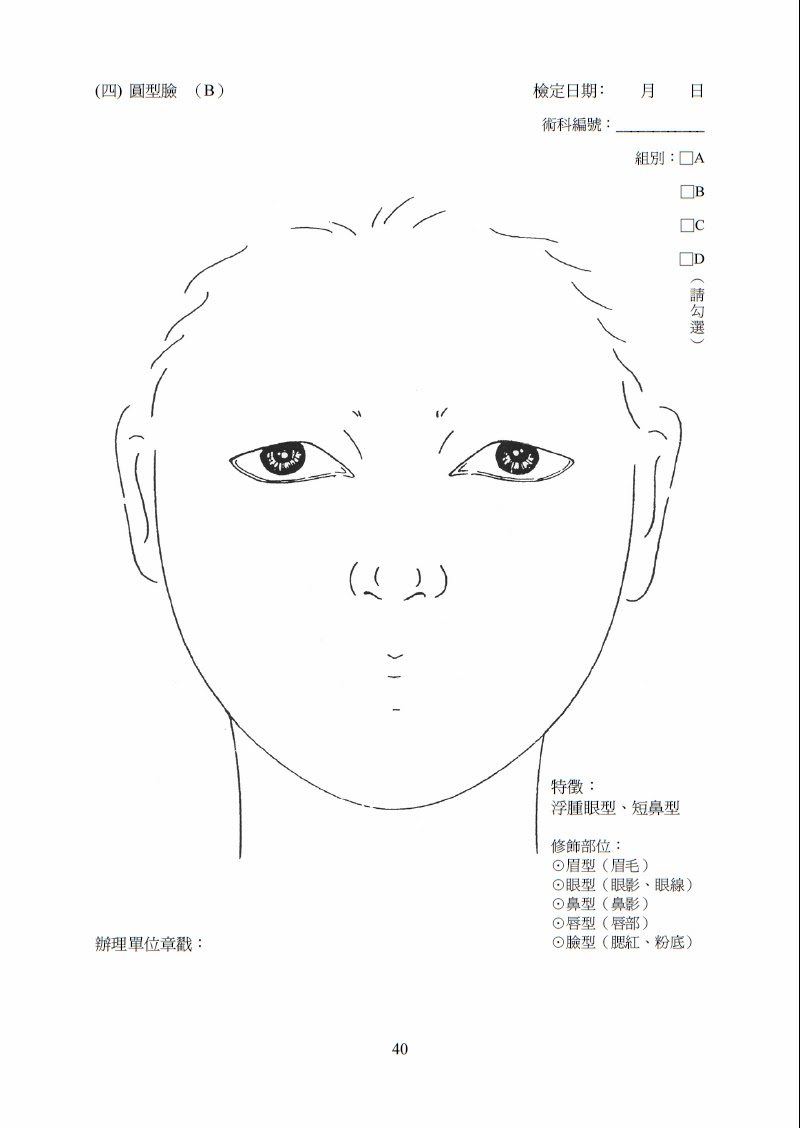 (四) 圓型臉 （B）
檢定日期： 月 日
術科編號：__________
組別：□A
□B
□C
□D
（請勾選）
特徵：
浮腫眼型、短鼻型
修飾部位：
⊙眉型（眉毛）
⊙眼型（眼影、眼線）
⊙鼻型（鼻影）
⊙唇型（唇部）
⊙臉型（腮紅、粉底）
辦理單位章戳：
40